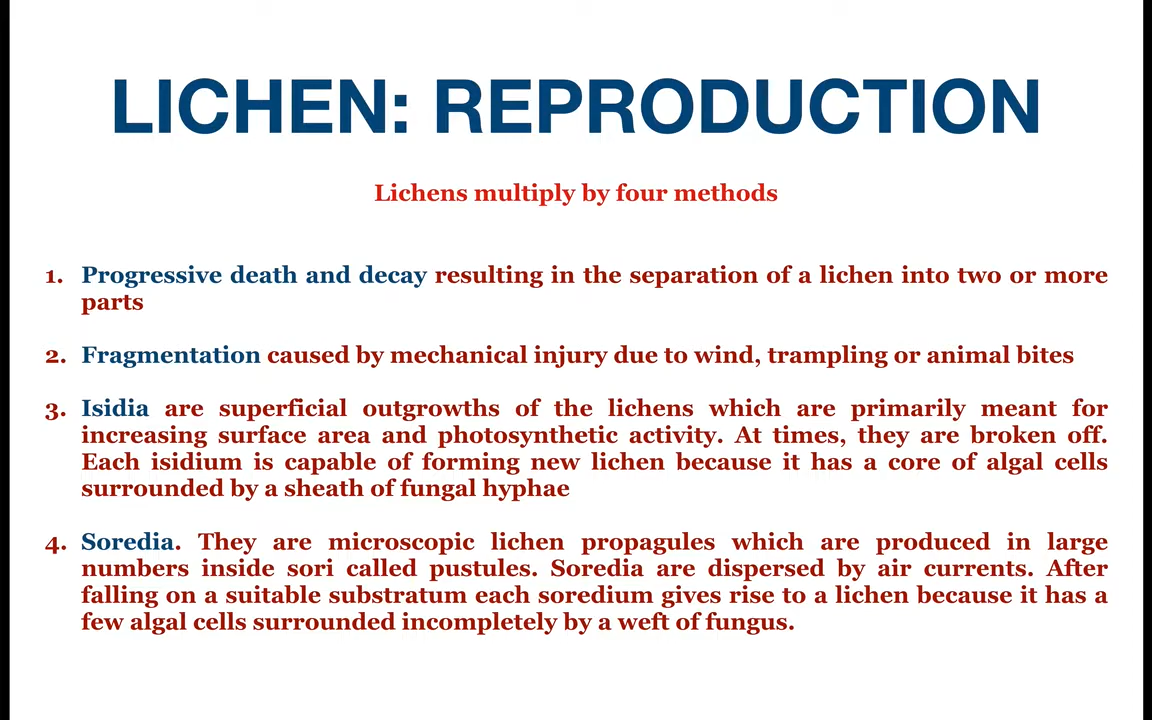 LICHEN: REPRODUCTION
Lichens multiply by four methods
1. Progressive death and decay resulting in the separation of a lichen into two or more
parts
2. Fragmentation caused by mechanical injury due to wind, trampling or animal bites
3. Isidia are superficial outgrowths of the lichens which are primarily meant for
increasing surface area and photosynthetic activity. At times, they are broken off.
Each isidium is capable of forming new lichen because it has a core of algal cells
surrounded by a sheath of fungal hyphae
4. Soredia. They are microscopic lichen propagules which are produced in large
numbers inside sori called pustules. Soredia are dispersed by air currents. After
falling on a suitable substratum each soredium gives rise to a lichen because it has a
few algal cells surrounded incompletely by a weft of fungus.